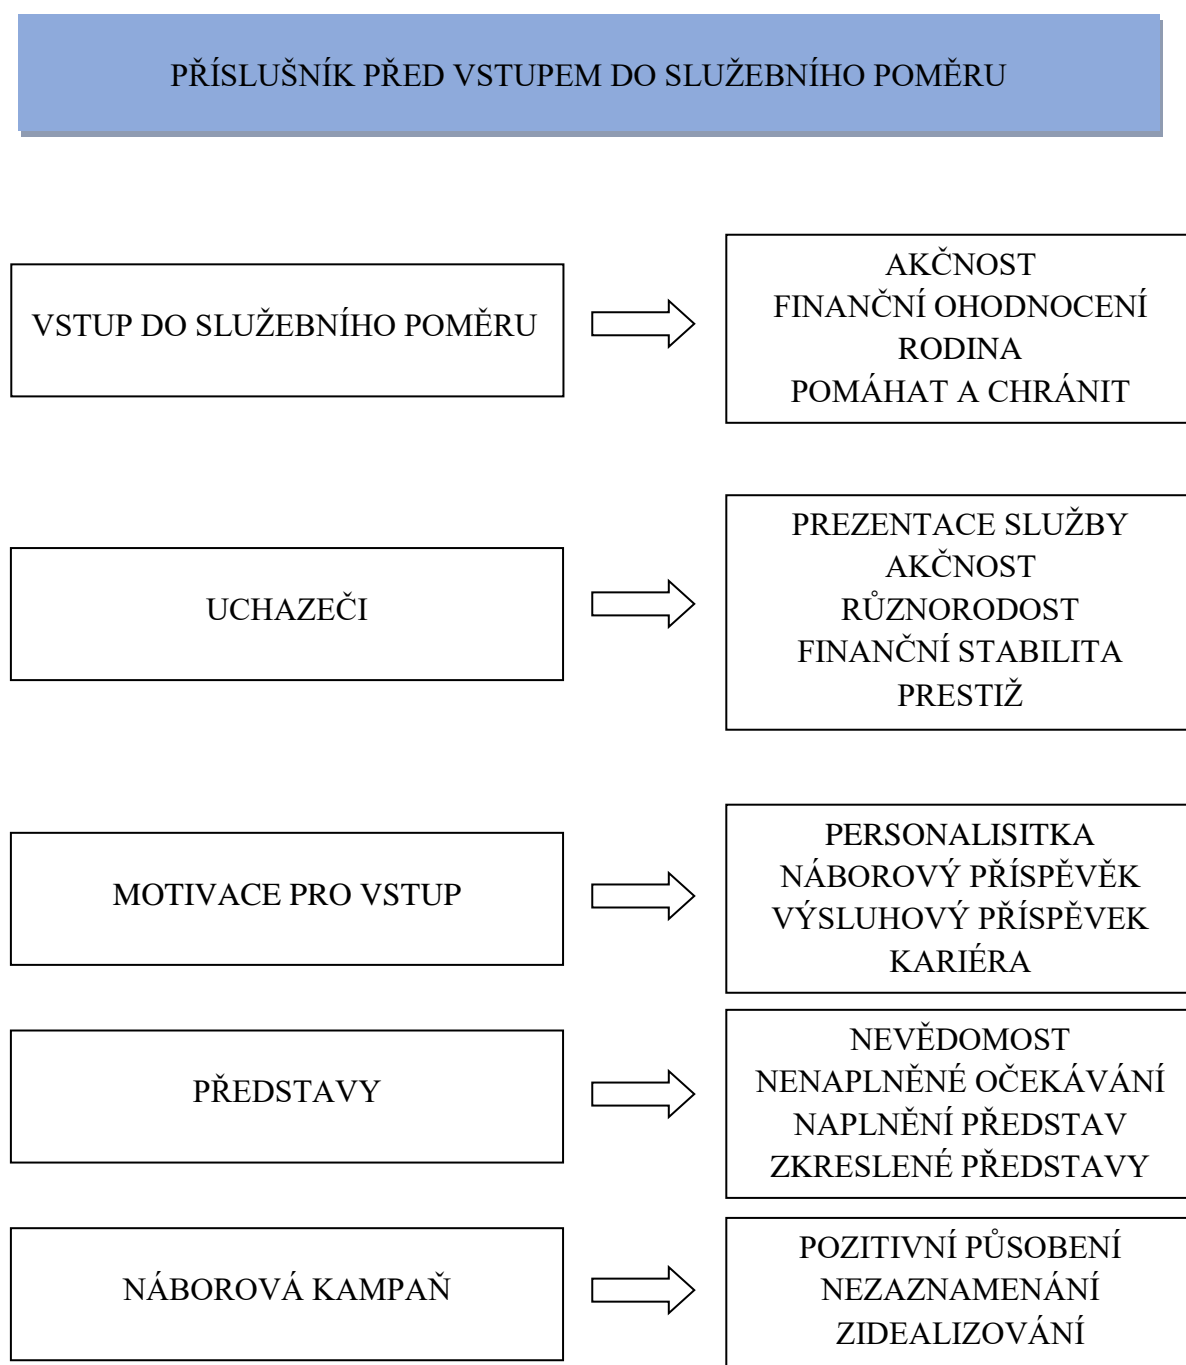 PŘÍSLUŠNÍK PŘED VSTUPEM DO SLUŽEBNÍHO POMĚRU
VSTUP DO SLUŽEBNÍHO POMĚRU
AKČNOST
FINANČNÍ OHODNOCENÍ
RODINA
POMÁHAT A CHRÁNIT
UCHAZEČI
PREZENTACE SLUŽBY
AKČNOST
RŮZNORODOST
FINANČNÍ STABILITA
PRESTIŽ
MOTIVACE PRO VSTUP
PERSONALISITKA
NÁBOROVÝ PŘÍSPĚVĚK
VÝSLUHOVÝ PŘÍSPĚVEK
KARIÉRA
PŘEDSTAVY
NEVĚDOMOST
NENAPLNĚNÉ OČEKÁVÁNÍ
NAPLNĚNÍ PŘEDSTAV
ZKRESLENÉ PŘEDSTAVY
NÁBOROVÁ KAMPAŇ
POZITIVNÍ PŮSOBENÍ
NEZAZNAMENÁNÍ
ZIDEALIZOVÁNÍ